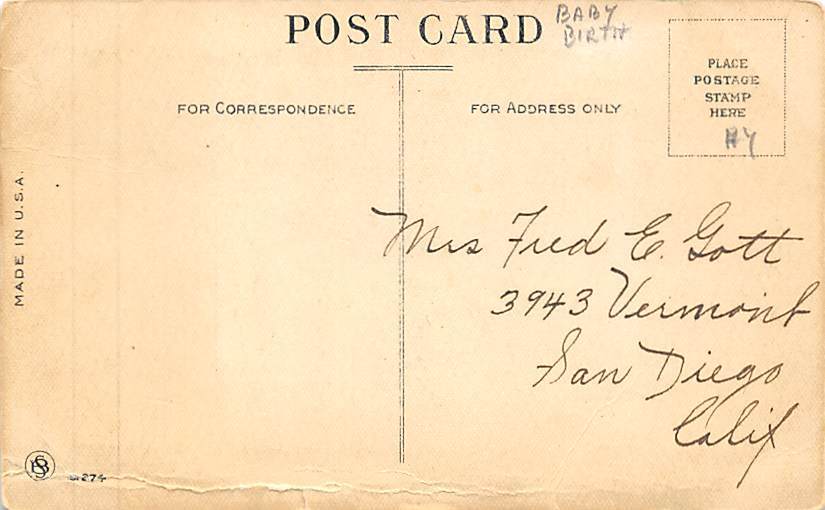 POST CARD
BABY
BIRTH
PLACE
POSTAGE
STAMP
HERE
FOR CORRESPONDENCE
FOR ADDRESS ONLY
MADE IN U.S.A.
Mrs Fred E. Gott
3943 Vermont
San Diego
Calif
274